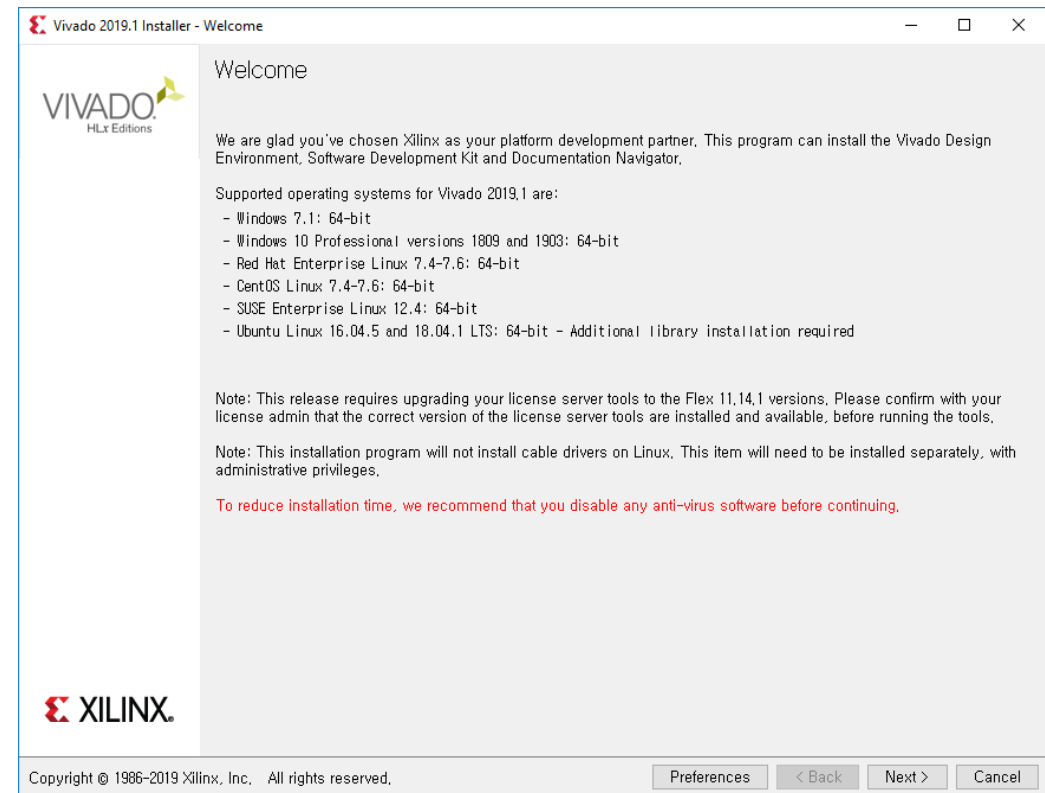 Vivado 2019.1 Installer - Welcome
VIVADO.
HLx Editions
Welcome
We are glad you've chosen Xilinx as your platform development partner. This program can install the Vivado Design
Environment, Software Development Kit and Documentation Navigator.
Supported operating systems for Vivado 2019.1 are:
- Windows 7.1: 64-bit
- Windows 10 Professional versions 1809 and 1903: 64-bit
- Red Hat Enterprise Linux 7.4-7.6: 64-bit
- CentOS Linux 7.4-7.6: 64-bit
- SUSE Enterprise Linux 12.4: 64-bit
- Ubuntu Linux 16.04.5 and 18.04.1 LTS: 64-bit - Additional library installation required
Note: This release requires upgrading your license server tools to the Flex 11.14.1 versions. Please confirm with your
license admin that the correct version of the license server tools are installed and available, before running the tools.
Note: This installation program will not install cable drivers on Linux. This item will need to be installed separately, with
administrative privileges.
To reduce installation time, we recommend that you disable any anti-virus software before continuing.
XILINX®
Copyright © 1986-2019 Xilinx, Inc. All rights reserved.
Preferences < Back Next > Cancel